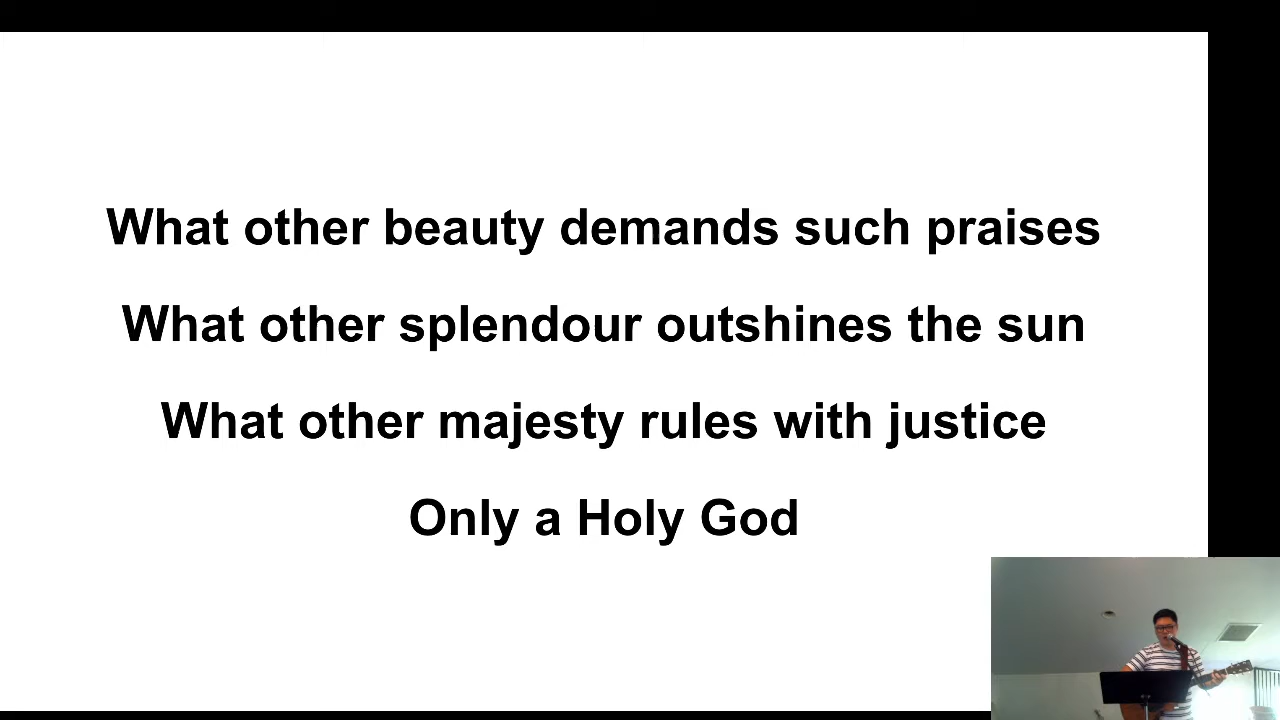 What other beauty demands such praises
What other splendour outshines the sun
What other majesty rules with justice
Only a Holy God